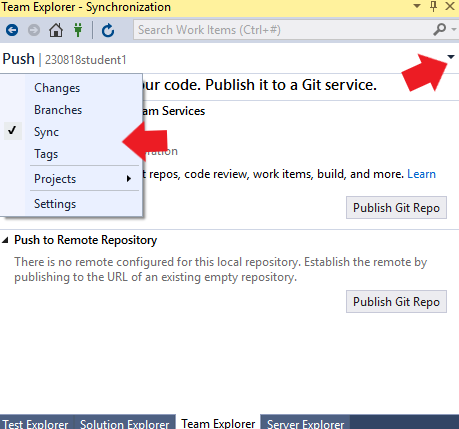 Team Explorer - Synchronization
Search Work Items (Ctrl+#)
Push | 230818student1
Changes
Branches
Sync
Tags
Projects
Settings
ur code. Publish it to a Git service.
am Services
ration
t repos, code review, work items, build, and more. Learn
Publish Git Repo
Push to Remote Repository
There is no remote configured for this local repository. Establish the remote by
publishing to the URL of an existing empty repository.
Publish Git Repo
Test Explorer Solution Explorer Team Explorer Server Explorer